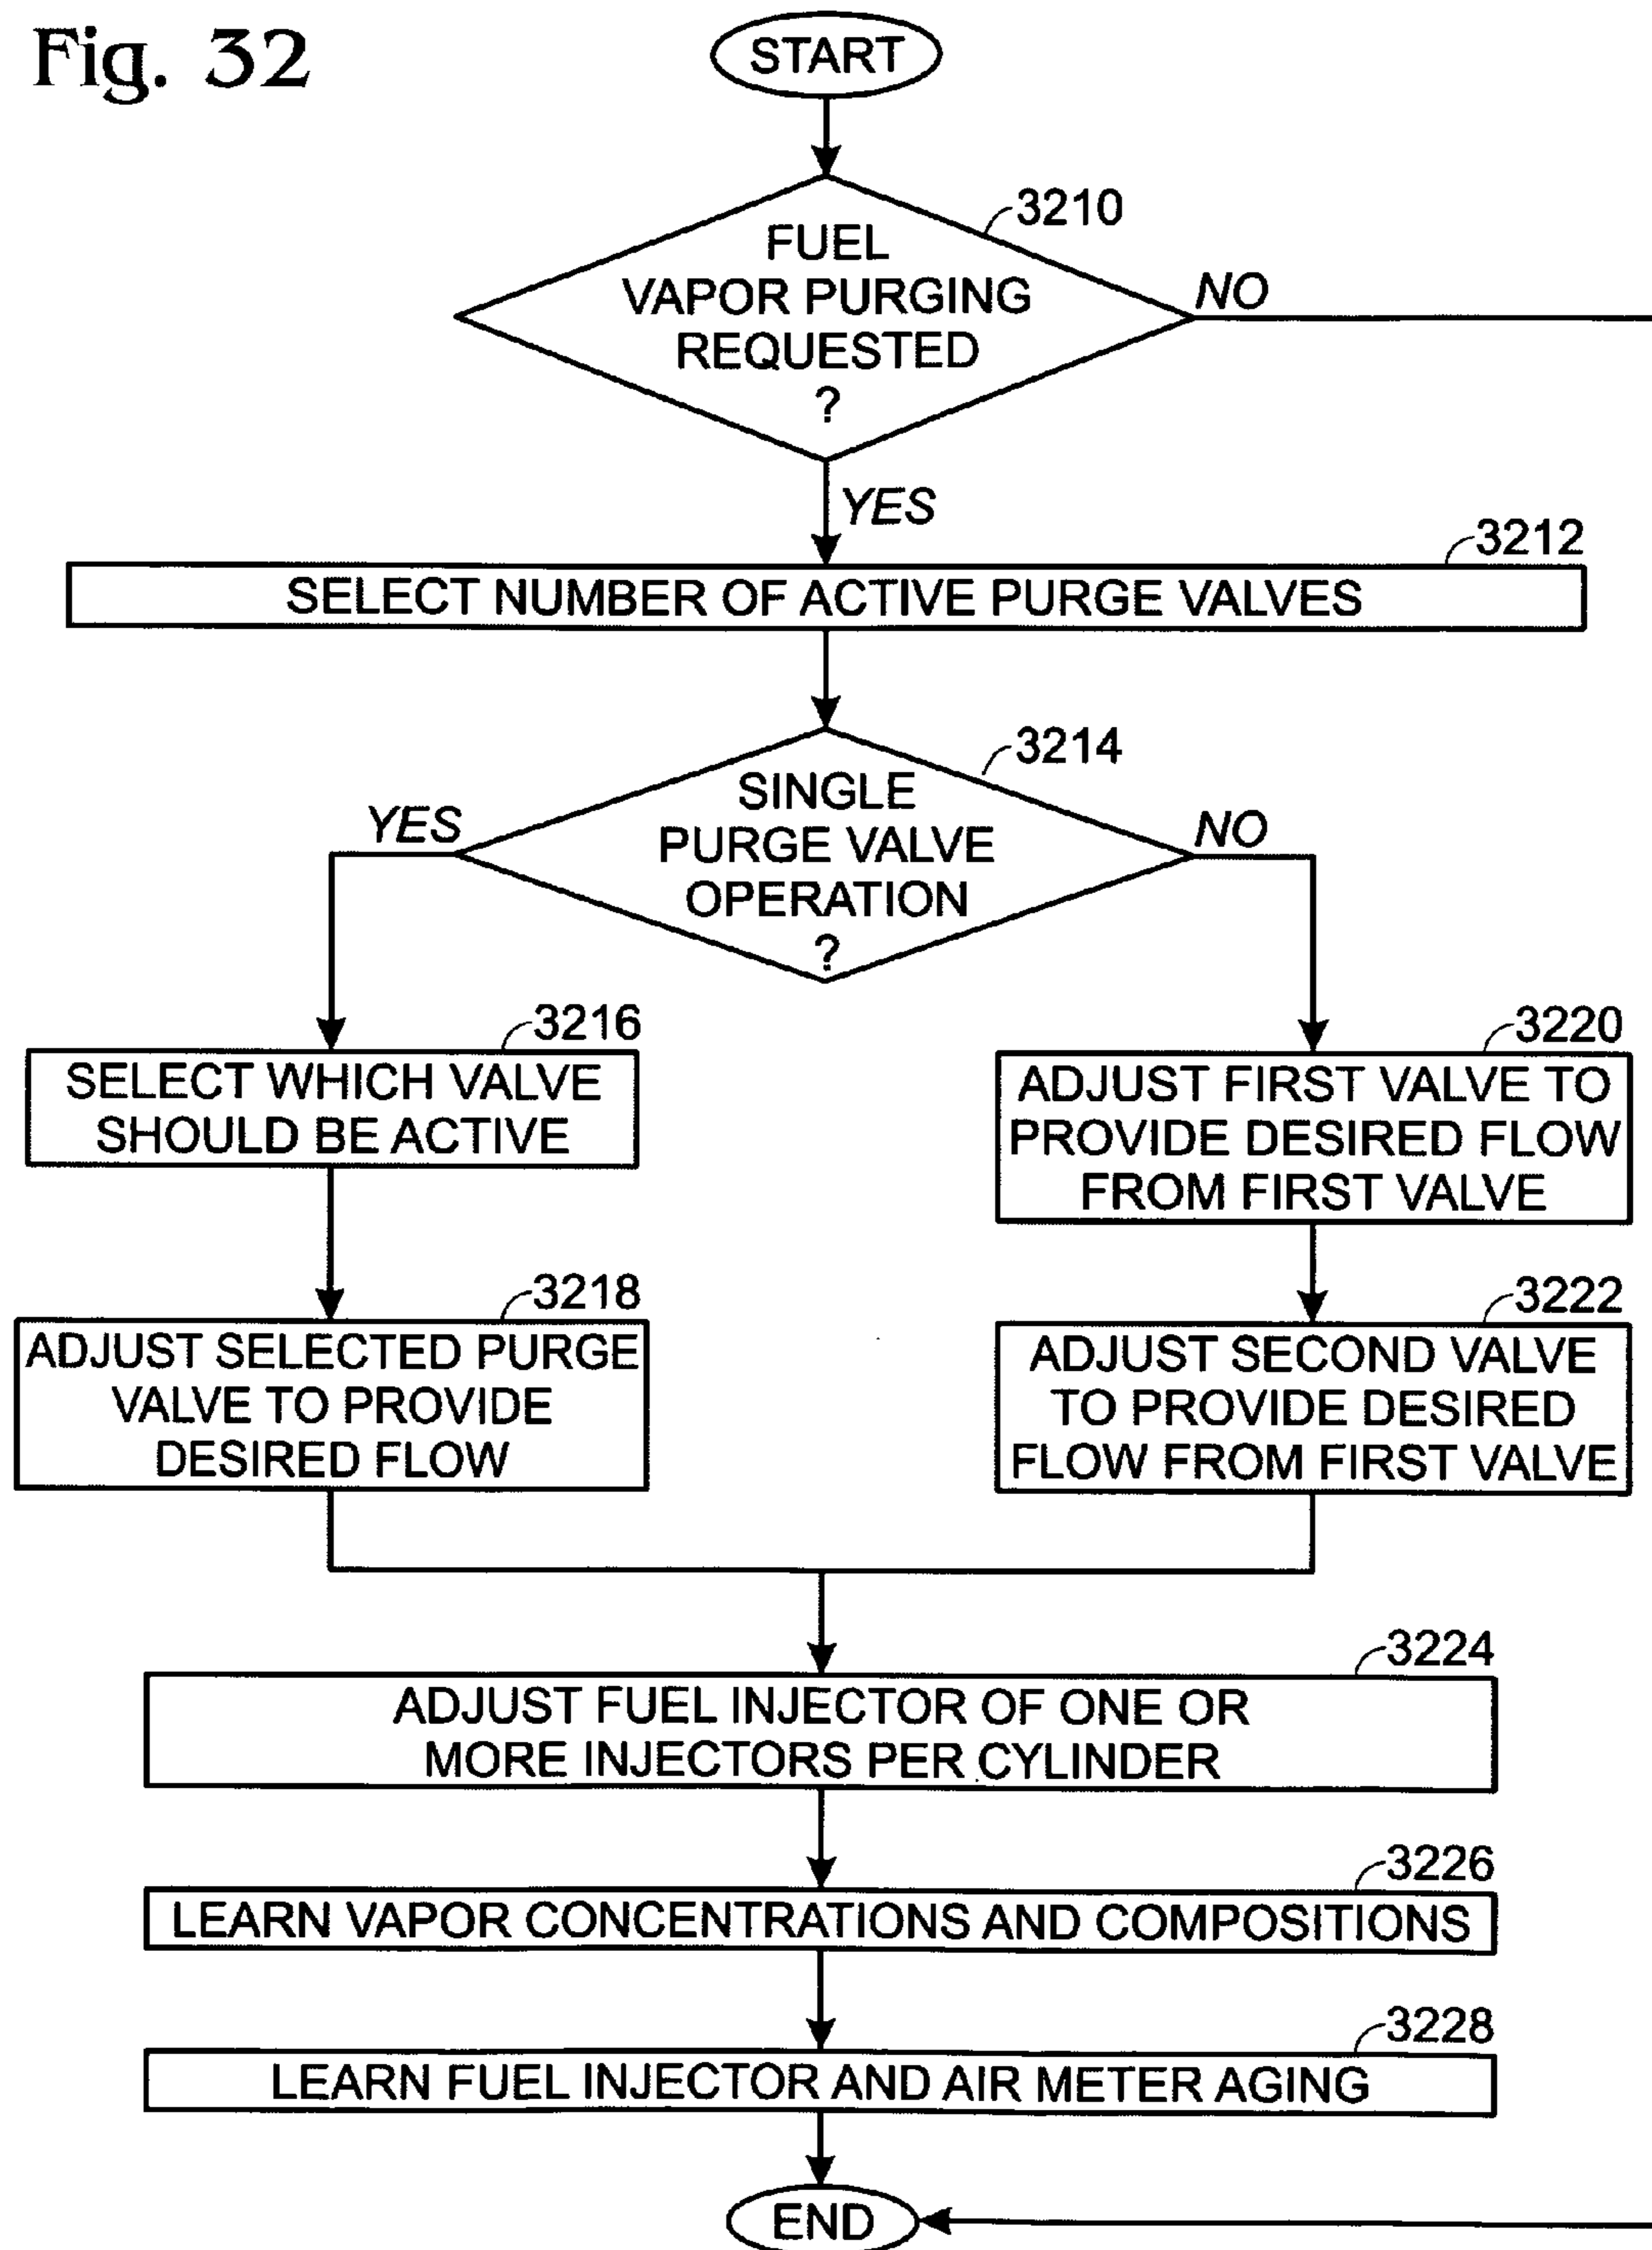 Fig. 32
START
3210
FUEL
VAPOR PURGING
REQUESTED
?
NO
YES
3212
SELECT NUMBER OF ACTIVE PURGE VALVES
3214
SINGLE
PURGE VALVE
OPERATION
?
YES
NO
3216
SELECT WHICH VALVE
SHOULD BE ACTIVE
3218
ADJUST SELECTED PURGE
VALVE TO PROVIDE
DESIRED FLOW
3220
ADJUST FIRST VALVE TO
PROVIDE DESIRED FLOW
FROM FIRST VALVE
3222
ADJUST SECOND VALVE
TO PROVIDE DESIRED
FLOW FROM FIRST VALVE
3224
ADJUST FUEL INJECTOR OF ONE OR
MORE INJECTORS PER CYLINDER
3226
LEARN VAPOR CONCENTRATIONS AND COMPOSITIONS
3228
LEARN FUEL INJECTOR AND AIR METER AGING
END